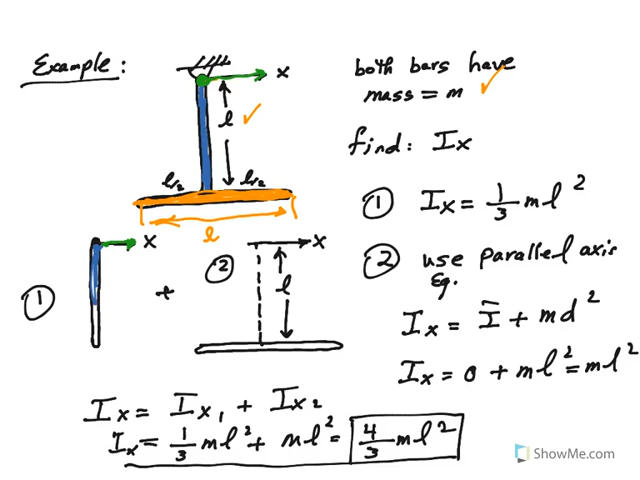 Example:
x
l
l/2 l/2
l
both bars have
mass = m
find: Ix
① Ix = 1/3 ml²
② use parallel axis
Eq.
Ix = Ī + md²
Ix = 0 + ml² = ml²
① x
+
② x
l
Ix = Ix₁ + Ix₂
Ix = 1/3 ml² + ml² = 4/3 ml²
ShowMe.com